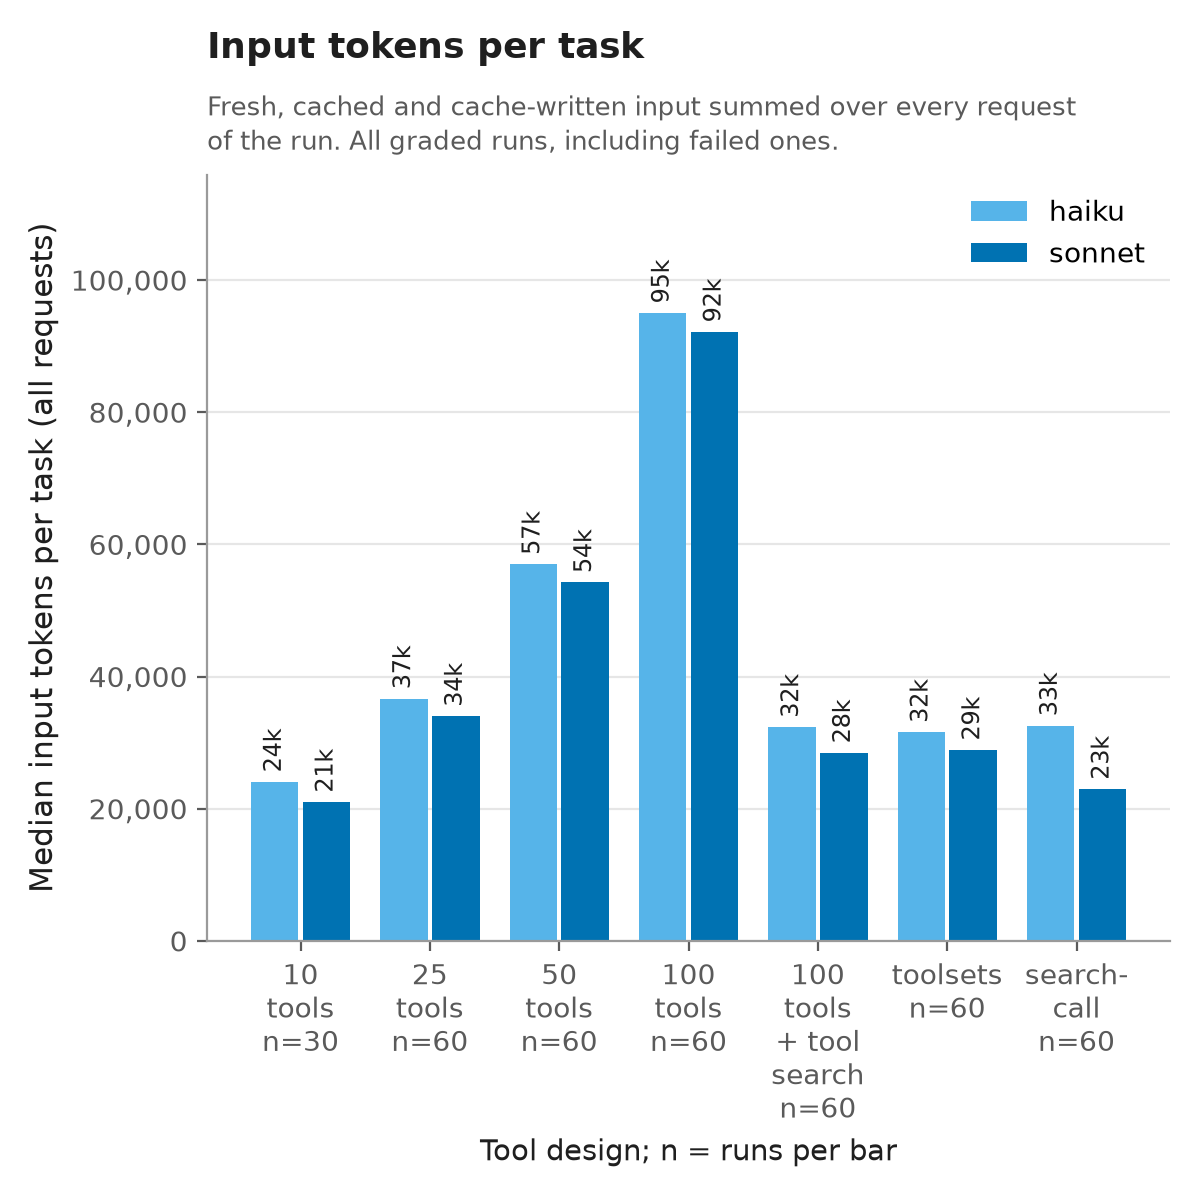 Input tokens per task
Fresh, cached and cache-written input summed over every request
of the run. All graded runs, including failed ones.
haiku
sonnet
Median input tokens per task (all requests)
100,000
80,000
60,000
40,000
20,000
0
24k
21k
37k
34k
57k
54k
95k
92k
32k
28k
32k
29k
33k
23k
10
tools
n=30
25
tools
n=60
50
tools
n=60
100
tools
n=60
100
tools
+ tool
search
n=60
toolsets
n=60
search-
call
n=60
Tool design; n = runs per bar